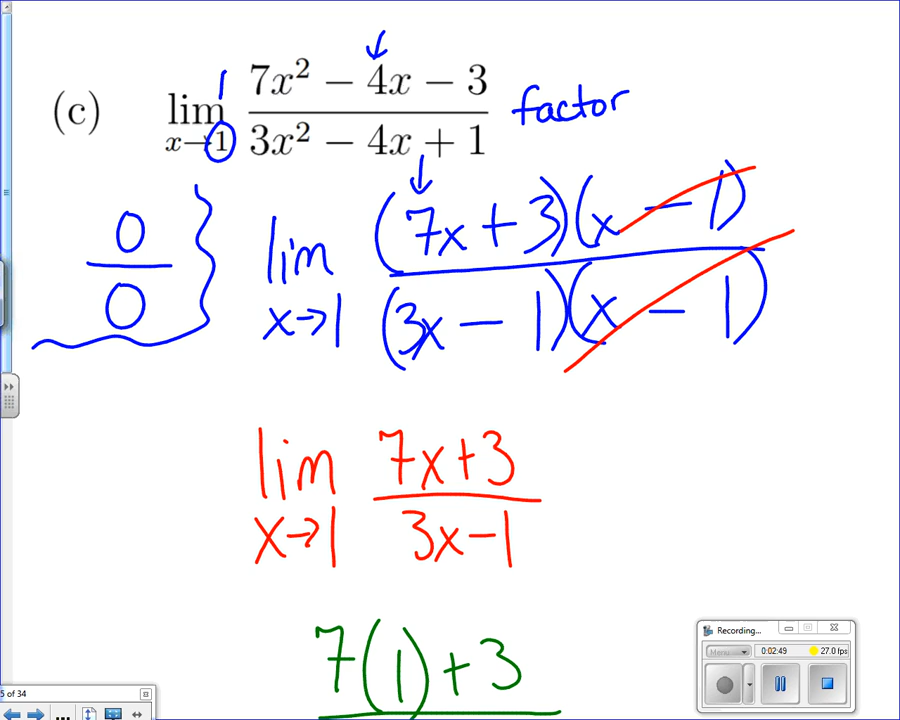 (c) lim x→1 7x² − 4x − 3 / 3x² − 4x + 1 factor
1
0/0 } lim x→1 (7x + 3)(x − 1) / (3x − 1)(x − 1)
lim x→1 7x+3 / 3x−1
7(1) + 3
Recording...
Menu 0:02:49 27.0 fps
5 of 34
...